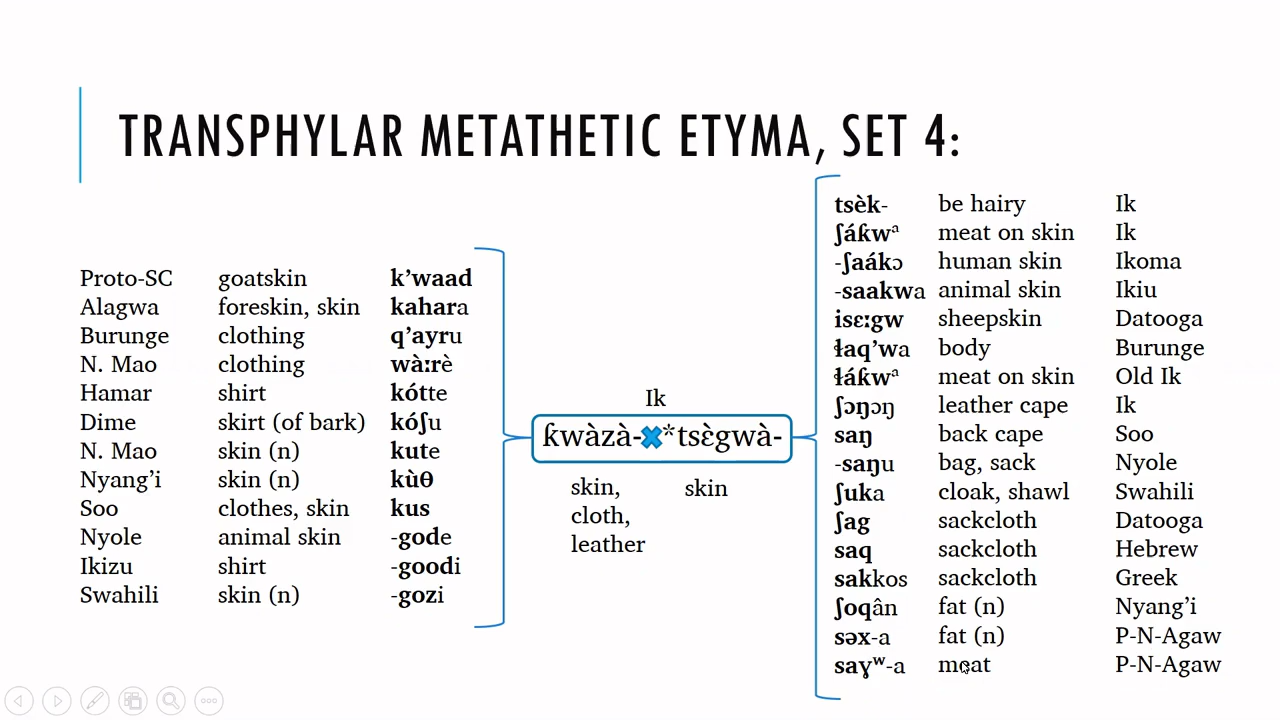 TRANSPHYLAR METATHETIC ETYMA, SET 4:
Proto-SC goatskin k’waad
Alagwa foreskin, skin kahara
Burunge clothing q’ayru
N. Mao clothing wàːrè
Hamar shirt kótte
Dime skirt (of bark) kóʃu
N. Mao skin (n) kute
Nyang’i skin (n) kùθ
Soo clothes, skin kus
Nyole animal skin -gode
Ikizu shirt -goodi
Swahili skin (n) -gozi
Ik
ƙwàzà- *tsɛ̀gwà-
skin, skin
cloth,
leather
tsèk- be hairy Ik
ʃáƙwᵃ meat on skin Ik
-ʃaákɔ human skin Ikoma
-saakwa animal skin Ikiu
isɛːgw sheepskin Datooga
ɬaq’wa body Burunge
ɬáƙwᵃ meat on skin Old Ik
ʃɔŋɔŋ leather cape Ik
saŋ back cape Soo
-saŋu bag, sack Nyole
ʃuka cloak, shawl Swahili
ʃag sackcloth Datooga
saq sackcloth Hebrew
sakkos sackcloth Greek
ʃoqân fat (n) Nyang’i
səx-a fat (n) P-N-Agaw
saɣʷ-a meat P-N-Agaw